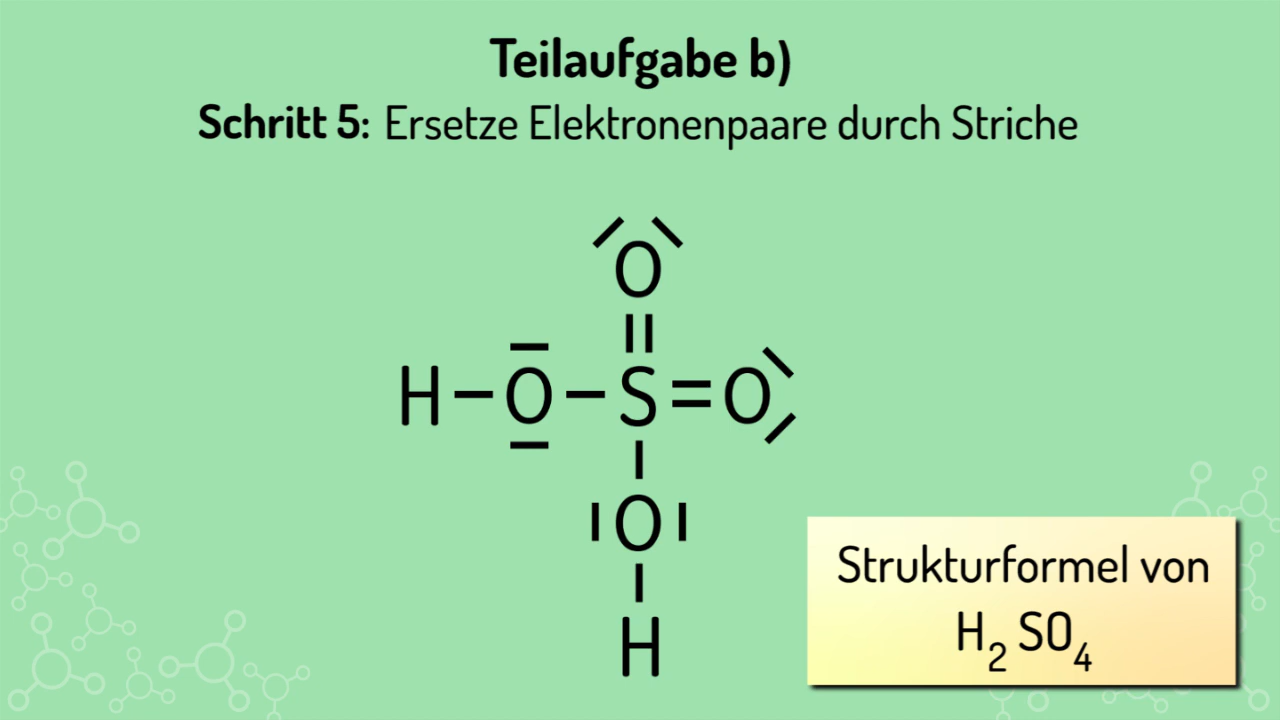 Teilaufgabe b)
Schritt 5: Ersetze Elektronenpaare durch Striche
O
H – O – S = O
O
H
Strukturformel von
H₂ SO₄